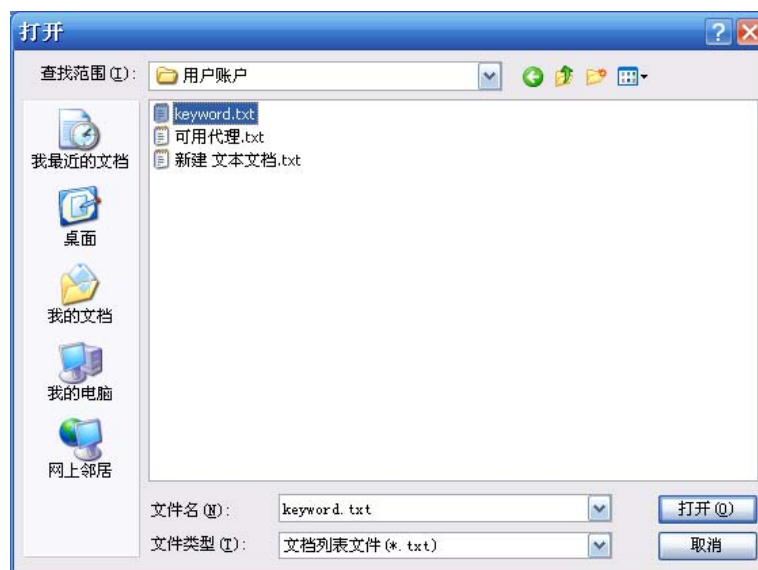 打开
查找范围(I):
用户账户
keyword.txt
可用代理.txt
新建 文本文档.txt
我最近的文档
桌面
我的文档
我的电脑
网上邻居
文件名(N):
keyword.txt
打开(O)
文件类型(T):
文档列表文件(*.txt)
取消